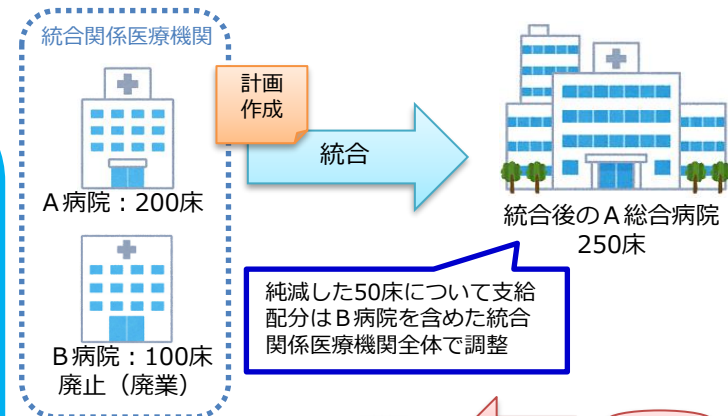 統合関係医療機関
計画
作成
統合
A病院：200床
統合後のA総合病院
250床
純減した50床について支給
配分はB病院を含めた統合
関係医療機関全体で調整
B病院：100床
廃止（廃業）